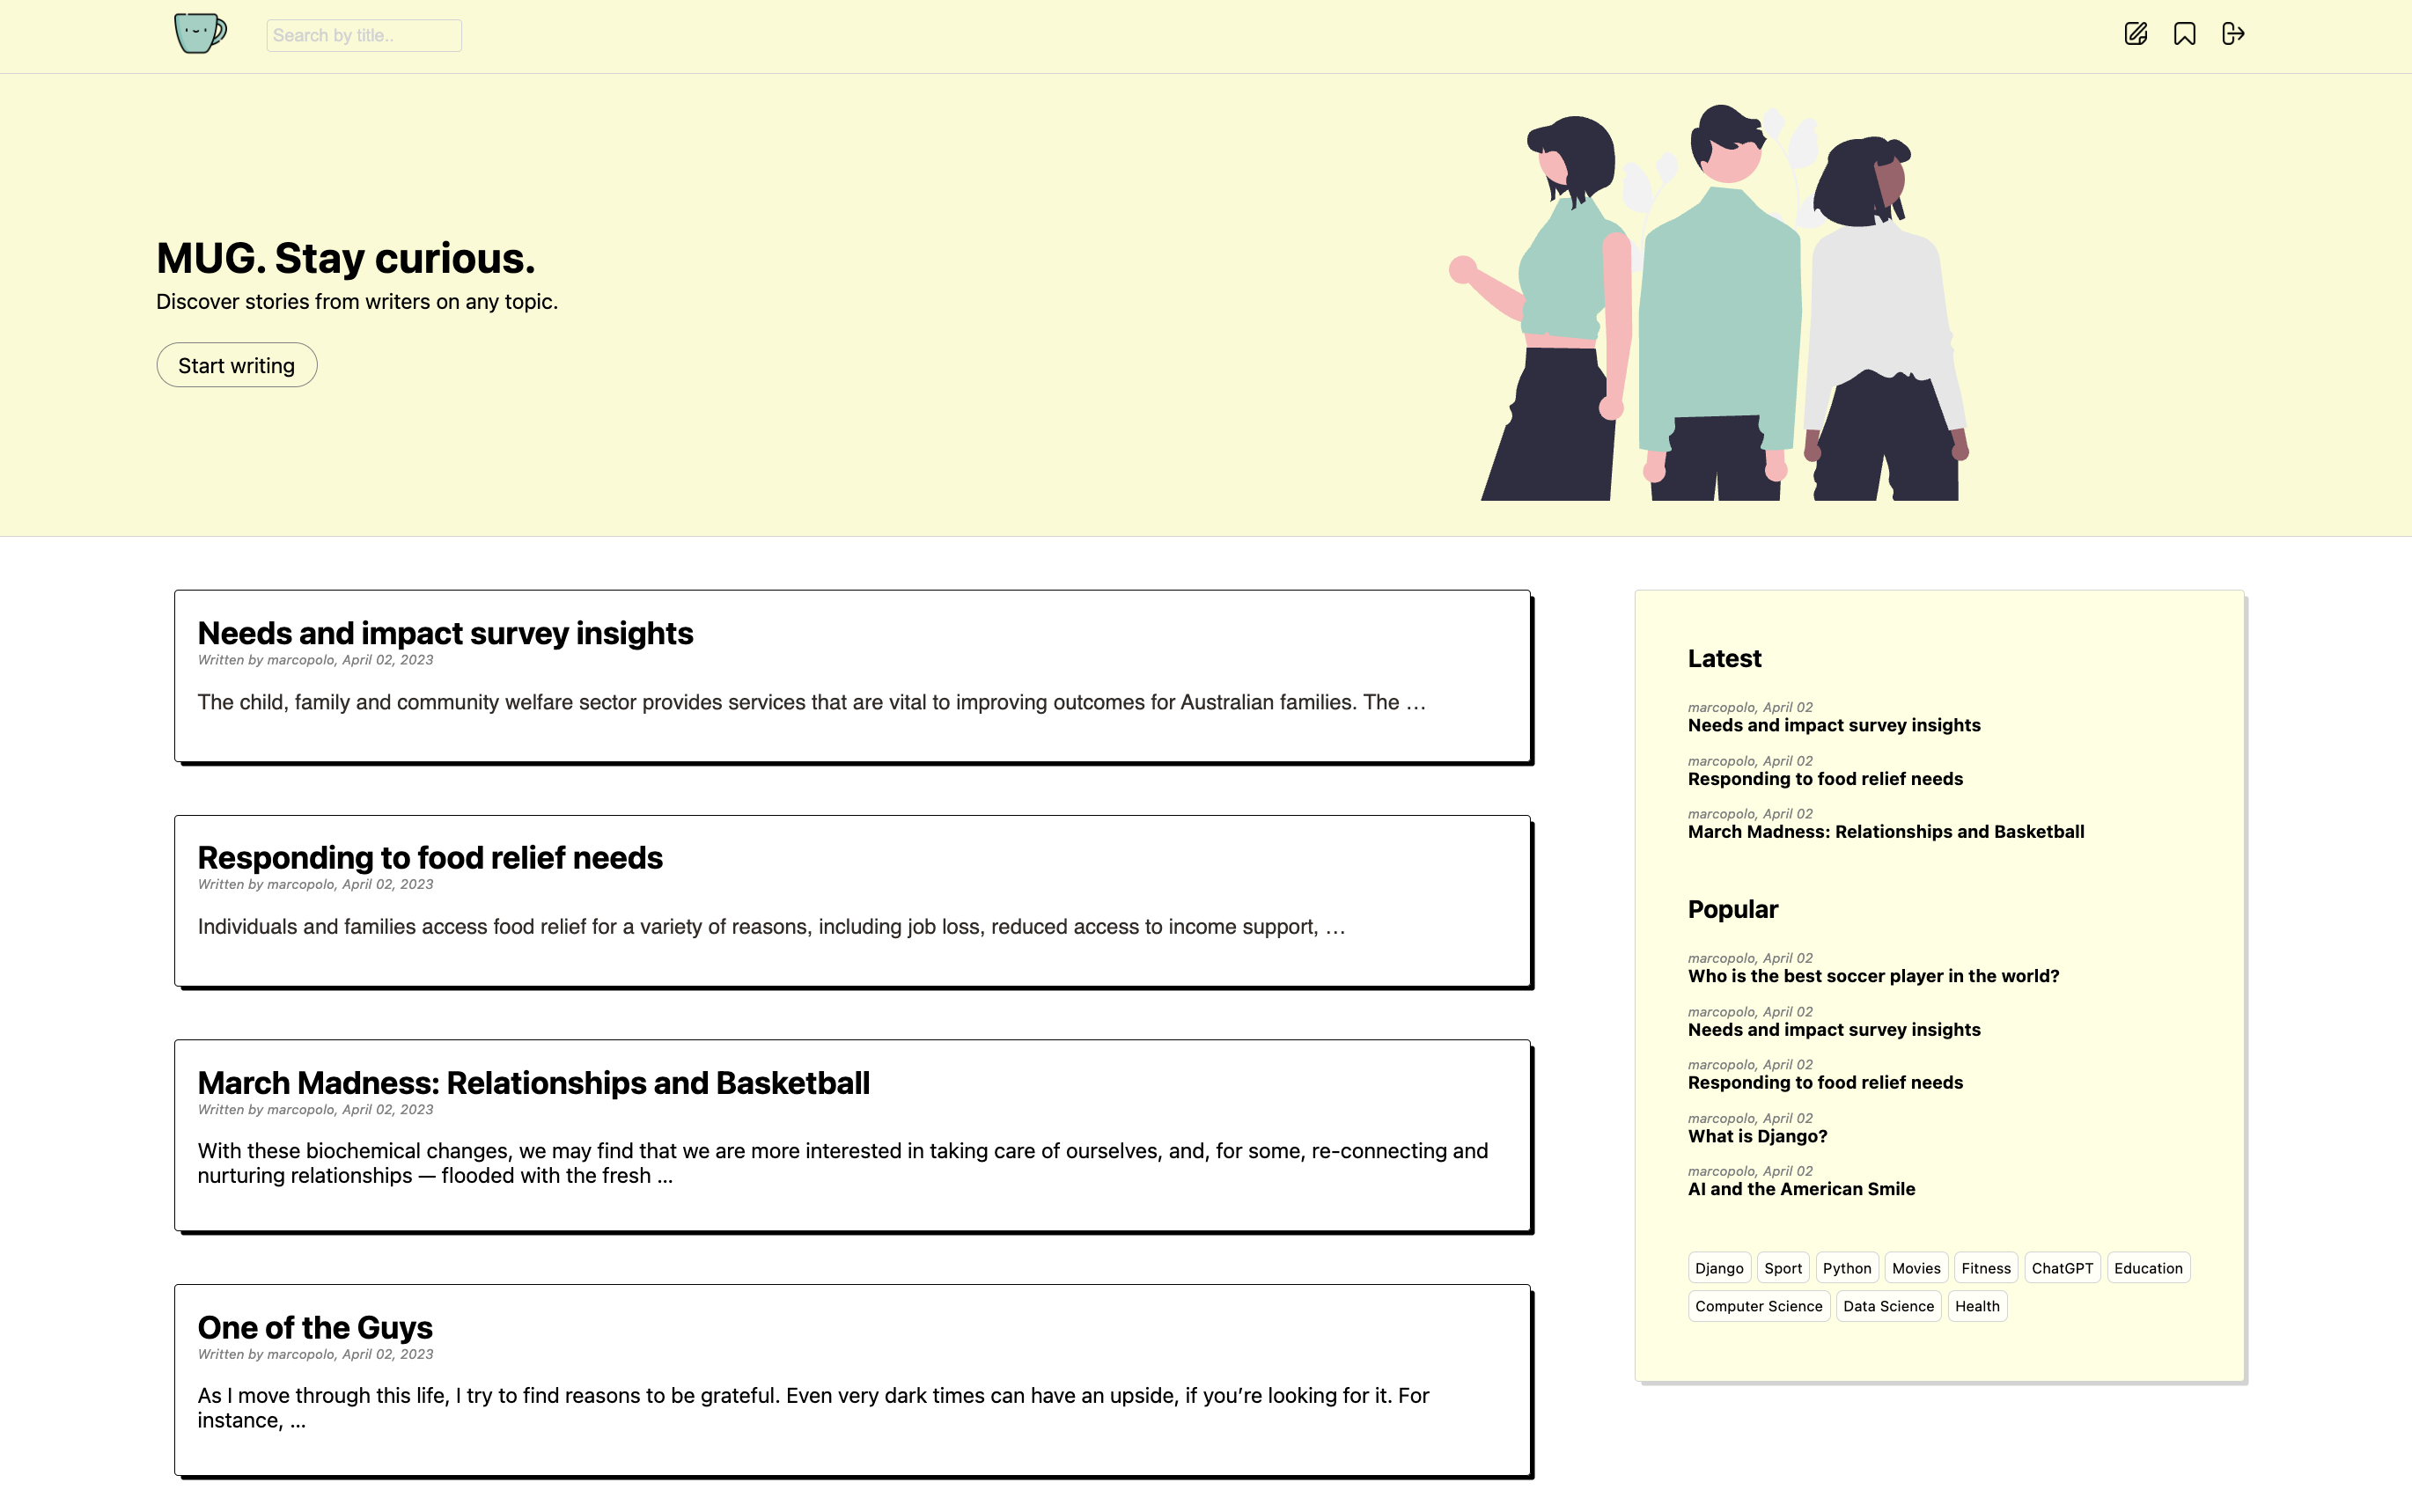 Search by title..
MUG. Stay curious.
Discover stories from writers on any topic.
Start writing
Needs and impact survey insights
Written by marcopolo, April 02, 2023
The child, family and community welfare sector provides services that are vital to improving outcomes for Australian families. The …
Responding to food relief needs
Written by marcopolo, April 02, 2023
Individuals and families access food relief for a variety of reasons, including job loss, reduced access to income support, …
March Madness: Relationships and Basketball
Written by marcopolo, April 02, 2023
With these biochemical changes, we may find that we are more interested in taking care of ourselves, and, for some, re-connecting and
nurturing relationships — flooded with the fresh …
One of the Guys
Written by marcopolo, April 02, 2023
As I move through this life, I try to find reasons to be grateful. Even very dark times can have an upside, if you’re looking for it. For
instance, …
Latest
marcopolo, April 02
Needs and impact survey insights
marcopolo, April 02
Responding to food relief needs
marcopolo, April 02
March Madness: Relationships and Basketball
Popular
marcopolo, April 02
Who is the best soccer player in the world?
marcopolo, April 02
Needs and impact survey insights
marcopolo, April 02
Responding to food relief needs
marcopolo, April 02
What is Django?
marcopolo, April 02
AI and the American Smile
Django Sport Python Movies Fitness ChatGPT Education
Computer Science Data Science Health